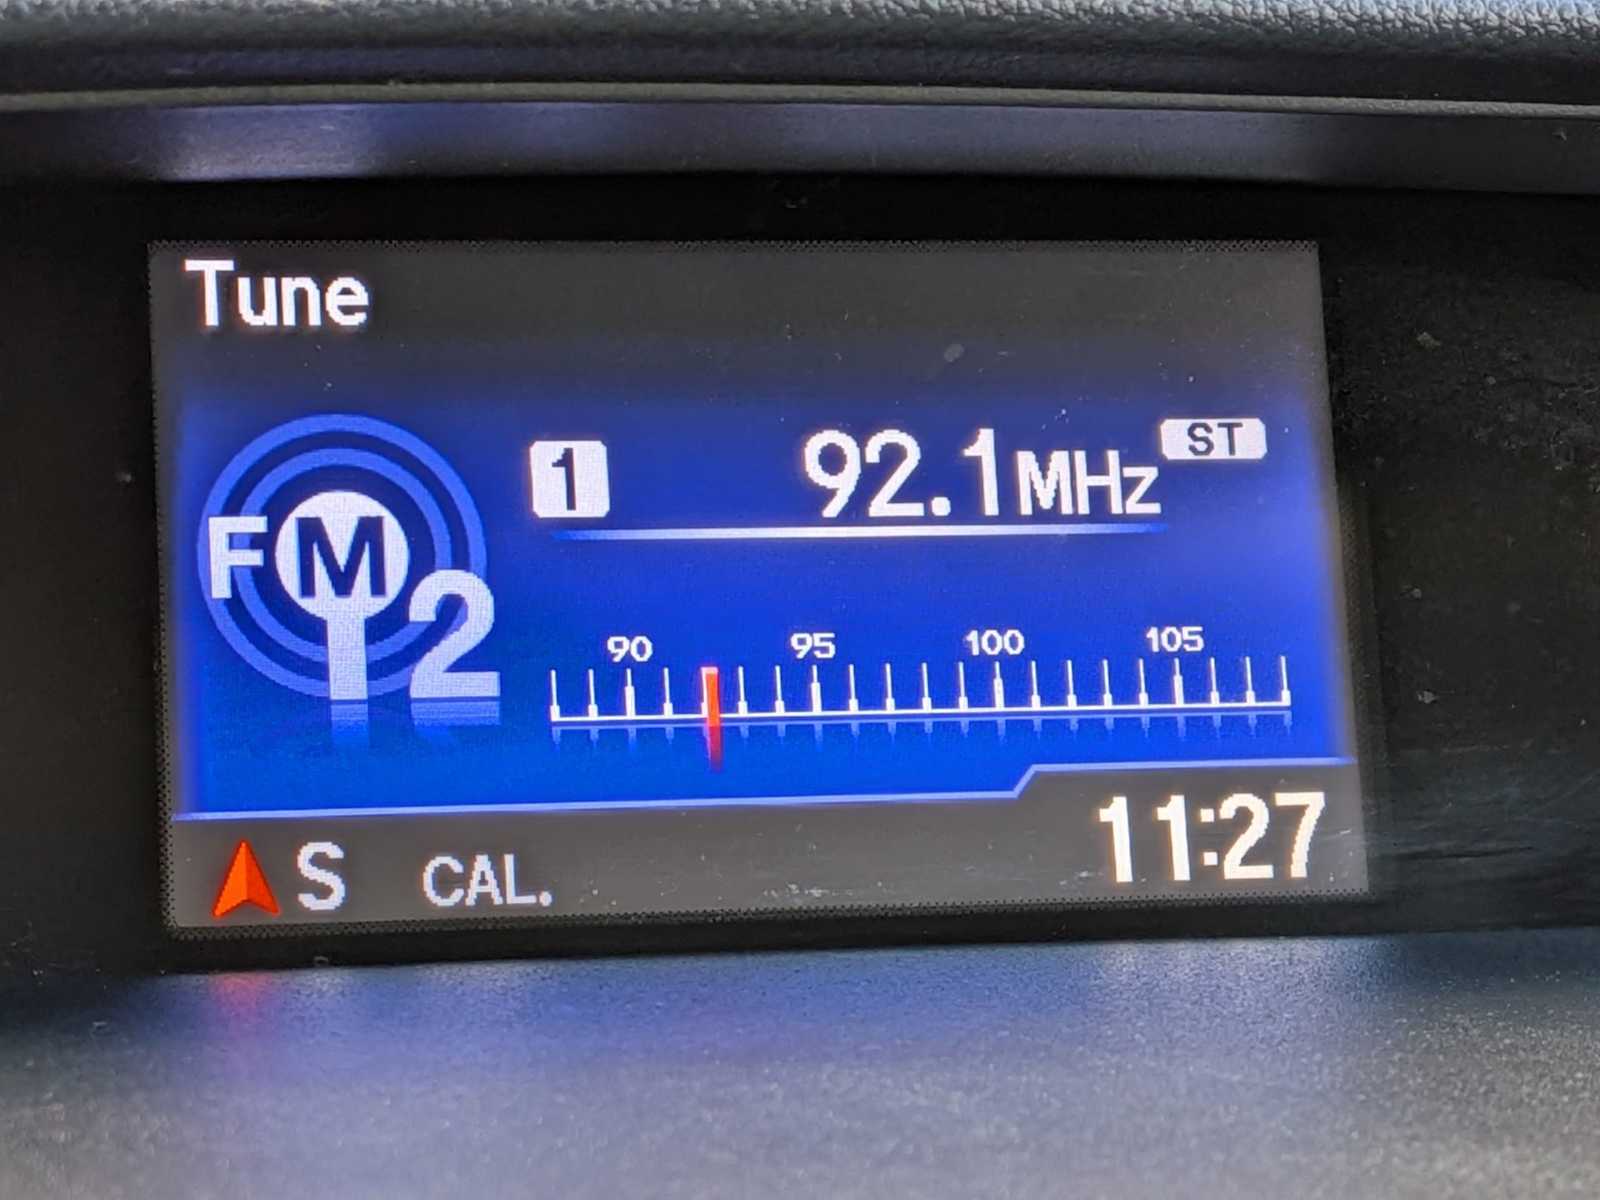 Tune
FM2
1 92.1MHz ST
90 95 100 105
S CAL. 11:27